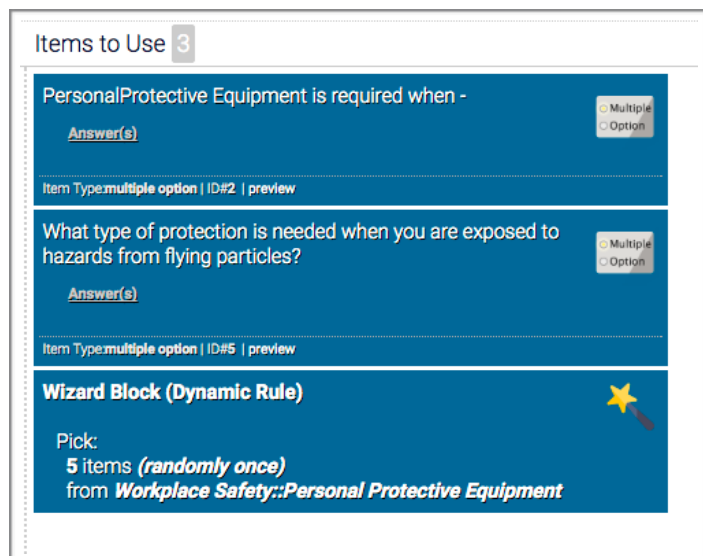 Items to Use 3
PersonalProtective Equipment is required when -
Multiple
Option
Answer(s)
Item Type:multiple option | ID#2 | preview
What type of protection is needed when you are exposed to
hazards from flying particles?
Multiple
Option
Answer(s)
Item Type:multiple option | ID#5 | preview
Wizard Block (Dynamic Rule)
Pick:
5 items (randomly once)
from Workplace Safety::Personal Protective Equipment